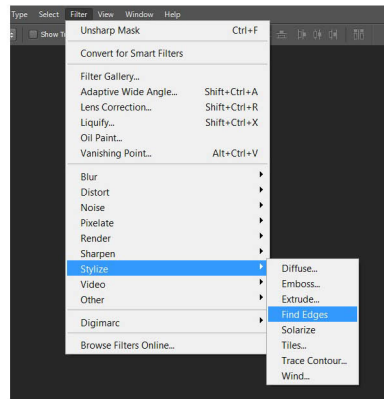 Type Select Filter View Window Help
Show
Unsharp Mask Ctrl+F
Convert for Smart Filters
Filter Gallery...
Adaptive Wide Angle... Shift+Ctrl+A
Lens Correction... Shift+Ctrl+R
Liquify... Shift+Ctrl+X
Oil Paint...
Vanishing Point... Alt+Ctrl+V
Blur
Distort
Noise
Pixelate
Render
Sharpen
Stylize
Video
Other
Digimarc
Browse Filters Online...
Diffuse...
Emboss...
Extrude...
Find Edges
Solarize
Tiles...
Trace Contour...
Wind...